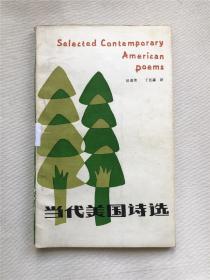 Selected Contemporary
American
poems
当代美国诗选